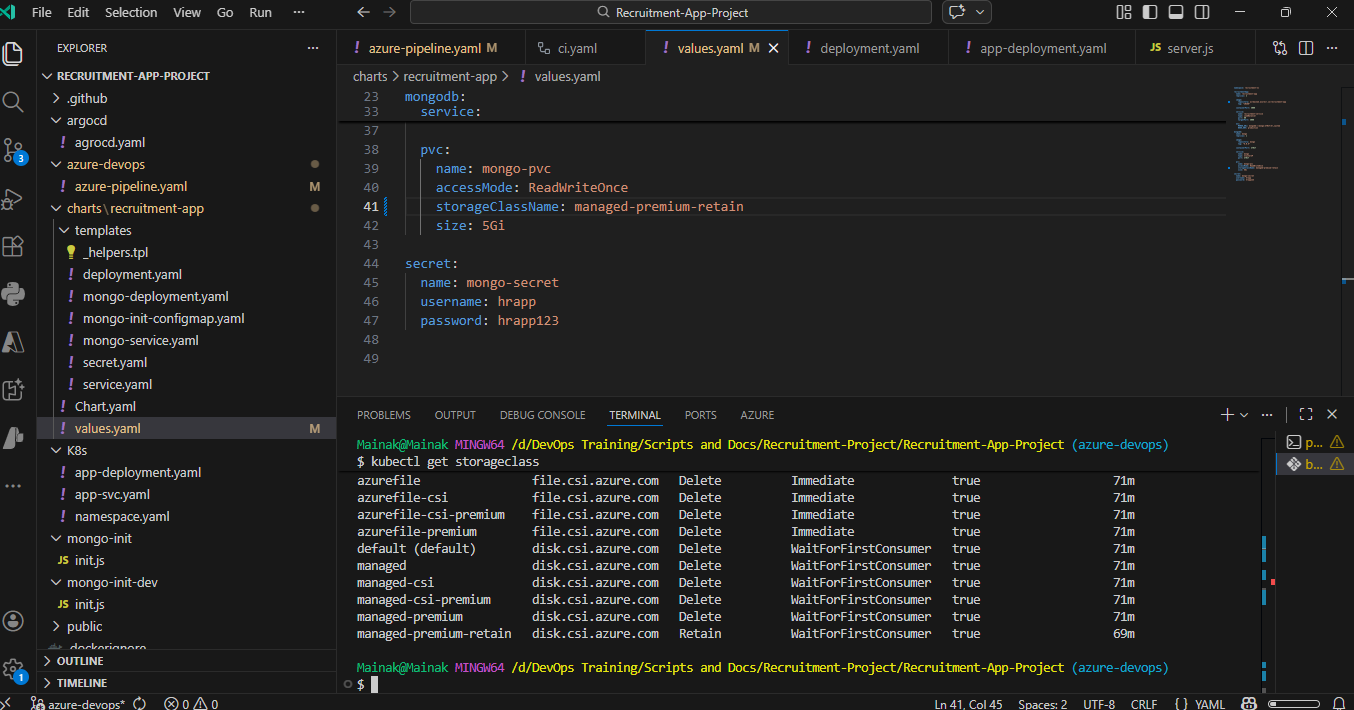 File Edit Selection View Go Run ···
Recruitment-App-Project
EXPLORER ···
RECRUITMENT-APP-PROJECT
.github
argocd
! agrocd.yaml
azure-devops
! azure-pipeline.yaml M
charts\recruitment-app
templates
_helpers.tpl
! deployment.yaml
! mongo-deployment.yaml
! mongo-init-configmap.yaml
! mongo-service.yaml
! secret.yaml
! service.yaml
! Chart.yaml
! values.yaml M
K8s
! app-deployment.yaml
! app-svc.yaml
! namespace.yaml
mongo-init
JS init.js
mongo-init-dev
JS init.js
public
.dockerignore
OUTLINE
TIMELINE
3
1
! azure-pipeline.yaml M
ci.yaml
! values.yaml M
! deployment.yaml
! app-deployment.yaml
JS server.js
charts > recruitment-app > ! values.yaml
23 mongodb:
33 service:
37
38 pvc:
39 name: mongo-pvc
40 accessMode: ReadWriteOnce
41 storageClassName: managed-premium-retain
42 size: 5Gi
43
44 secret:
45 name: mongo-secret
46 username: hrapp
47 password: hrapp123
48
49
PROBLEMS OUTPUT DEBUG CONSOLE TERMINAL PORTS AZURE
Mainak@Mainak MINGW64 /d/DevOps Training/Scripts and Docs/Recruitment-Project/Recruitment-App-Project (azure-devops)
$ kubectl get storageclass
azurefile file.csi.azure.com Delete Immediate true 71m
azurefile-csi file.csi.azure.com Delete Immediate true 71m
azurefile-csi-premium file.csi.azure.com Delete Immediate true 71m
azurefile-premium file.csi.azure.com Delete Immediate true 71m
default (default) disk.csi.azure.com Delete WaitForFirstConsumer true 71m
managed disk.csi.azure.com Delete WaitForFirstConsumer true 71m
managed-csi disk.csi.azure.com Delete WaitForFirstConsumer true 71m
managed-csi-premium disk.csi.azure.com Delete WaitForFirstConsumer true 71m
managed-premium disk.csi.azure.com Delete WaitForFirstConsumer true 71m
managed-premium-retain disk.csi.azure.com Retain WaitForFirstConsumer true 69m
Mainak@Mainak MINGW64 /d/DevOps Training/Scripts and Docs/Recruitment-Project/Recruitment-App-Project (azure-devops)
$
p...
b...
azure-devops* 0 0 Ln 41, Col 45 Spaces: 2 UTF-8 CRLF {} YAML